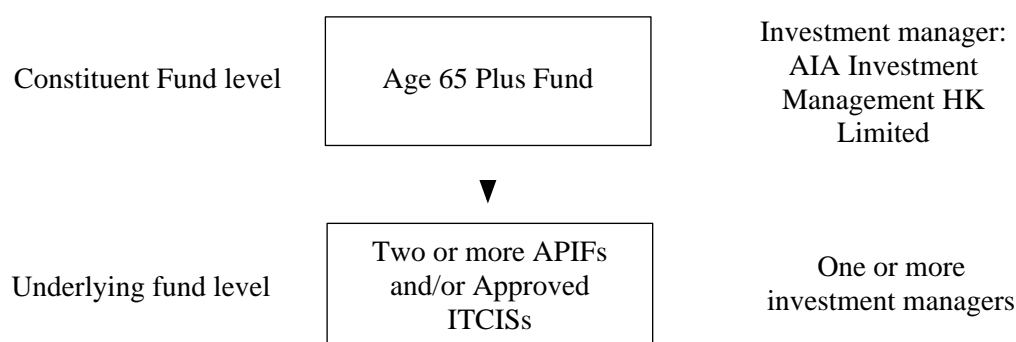 Constituent Fund level
Age 65 Plus Fund
Investment manager:
AIA Investment
Management HK
Limited
Underlying fund level
Two or more APIFs
and/or Approved
ITCISs
One or more
investment managers